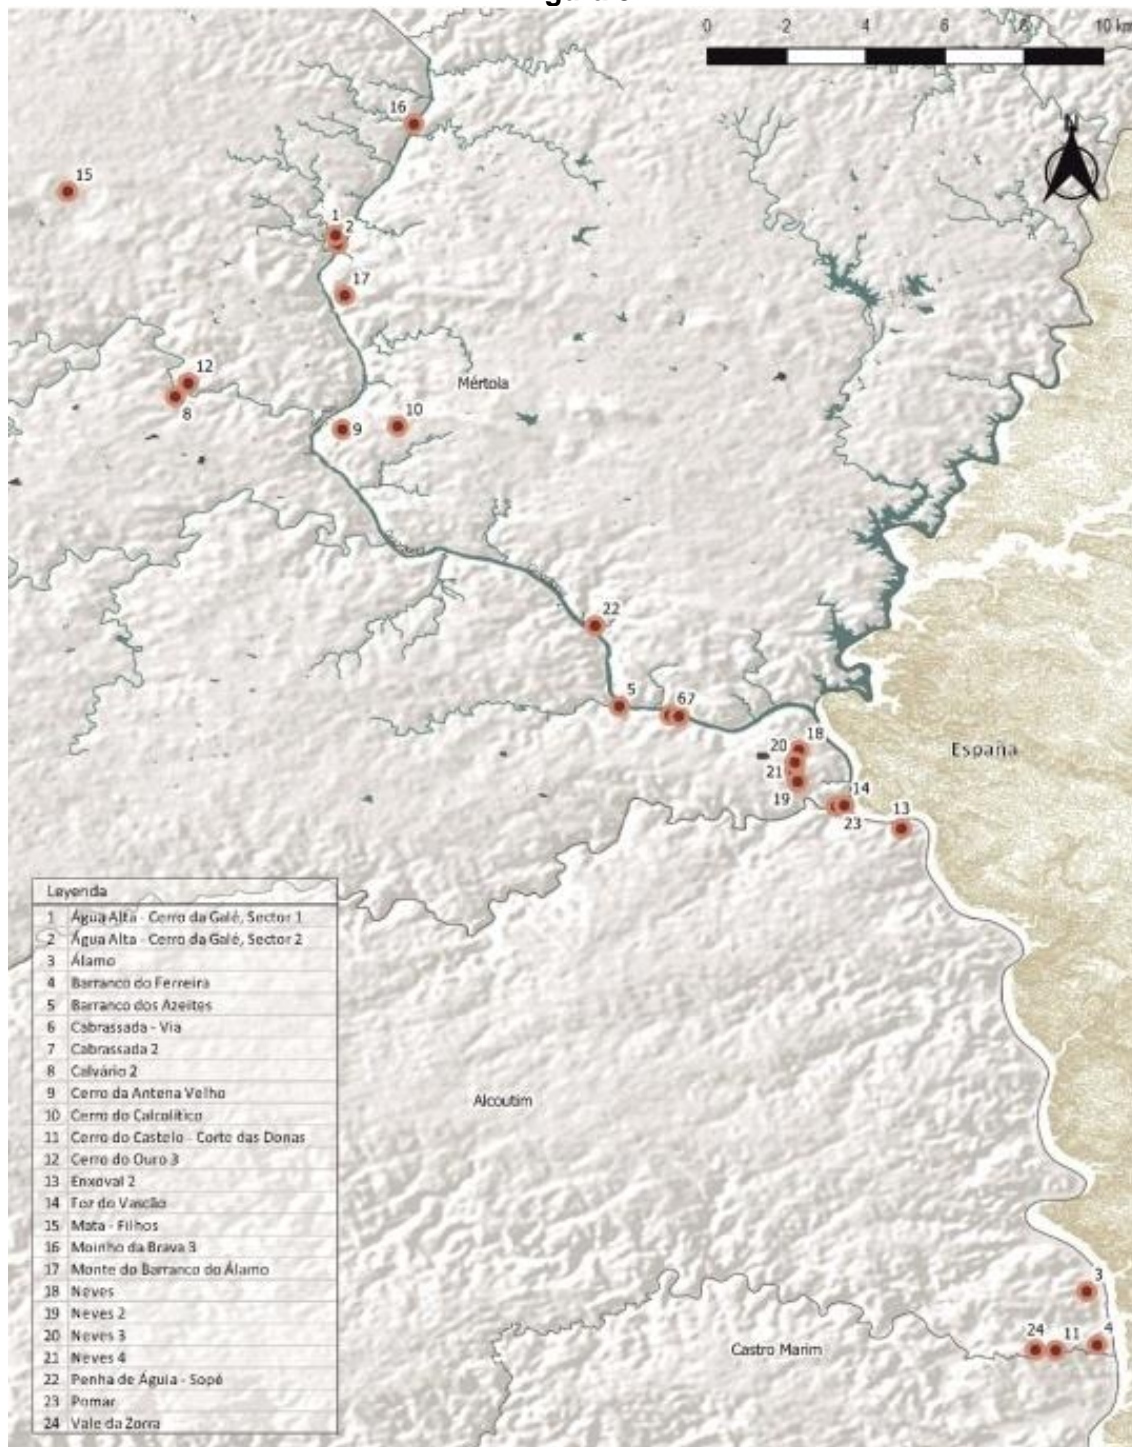 0 2 10 km
N
16
15
1
2
17
12
8
Mértola
10
9
22
5
67
18
20
21
19
14
23
13
España
Leyenda
1 Água Alta - Cerro da Galé, Sector 1
2 Água Alta - Cerro da Galé, Sector 2
3 Álamo
4 Barranco do Ferreira
5 Barranco dos Azeites
6 Cabrassada - Via
7 Cabrassada 2
8 Calvário 2
9 Cerro da Antena Velho
10 Cerro do Calcolítico
11 Cerro do Castelo - Corte das Donas
12 Cerro do Ouro 3
13 Enxoval 2
14 Foz do Vascão
15 Mata - Filhos
16 Moinho da Brava 3
17 Monte do Barranco do Álamo
18 Neves
19 Neves 2
20 Neves 3
21 Neves 4
22 Penha de Águia - Sopé
23 Pomar
24 Vale da Zorra
Alcoutim
3
24 11 4
Castro Marim